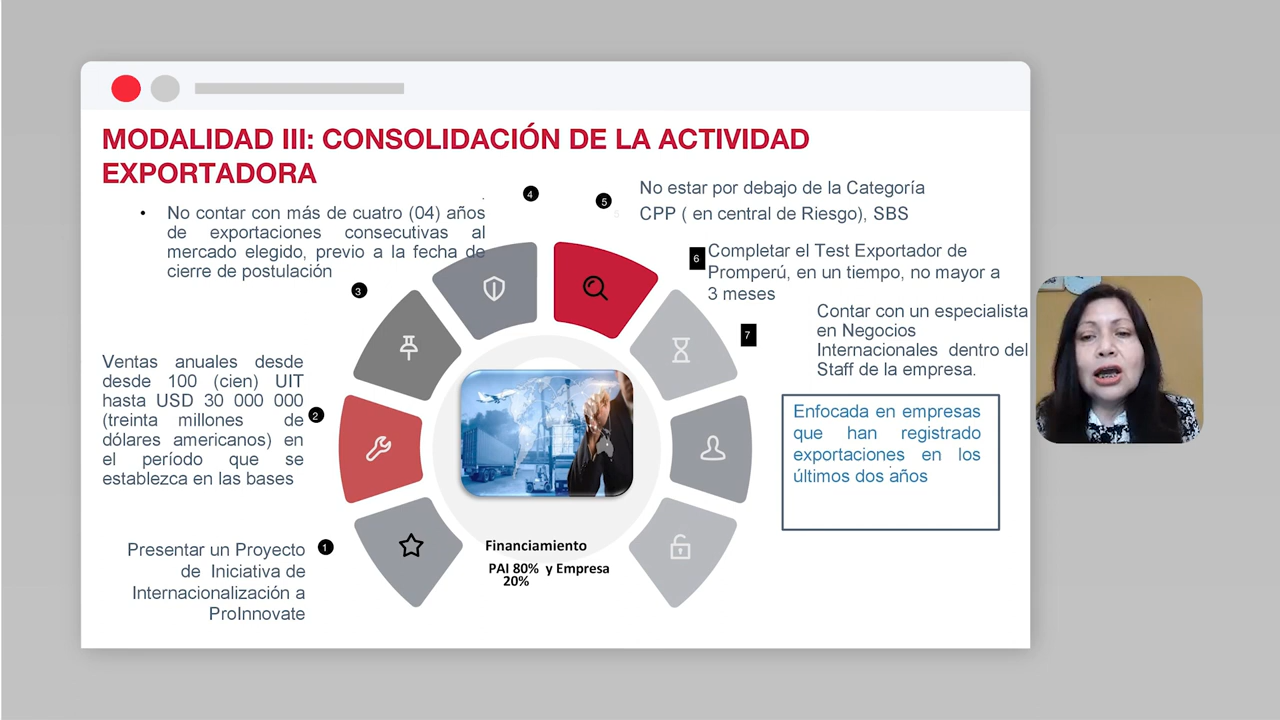 MODALIDAD III: CONSOLIDACIÓN DE LA ACTIVIDAD
EXPORTADORA
• No contar con más de cuatro (04) años
de exportaciones consecutivas al
mercado elegido, previo a la fecha de
cierre de postulación
4
5
5
No estar por debajo de la Categoría
CPP ( en central de Riesgo), SBS
6
Completar el Test Exportador de
Promperú, en un tiempo, no mayor a
3 meses
3
7
Contar con un especialista
en Negocios
Internacionales dentro del
Staff de la empresa.
Ventas anuales desde
desde 100 (cien) UIT
hasta USD 30 000 000
(treinta millones de
dólares americanos) en
el período que se
establezca en las bases
2
Enfocada en empresas
que han registrado
exportaciones en los
últimos dos años
Presentar un Proyecto
de Iniciativa de
Internacionalización a
ProInnovate
1
Financiamiento
PAI 80% y Empresa
20%